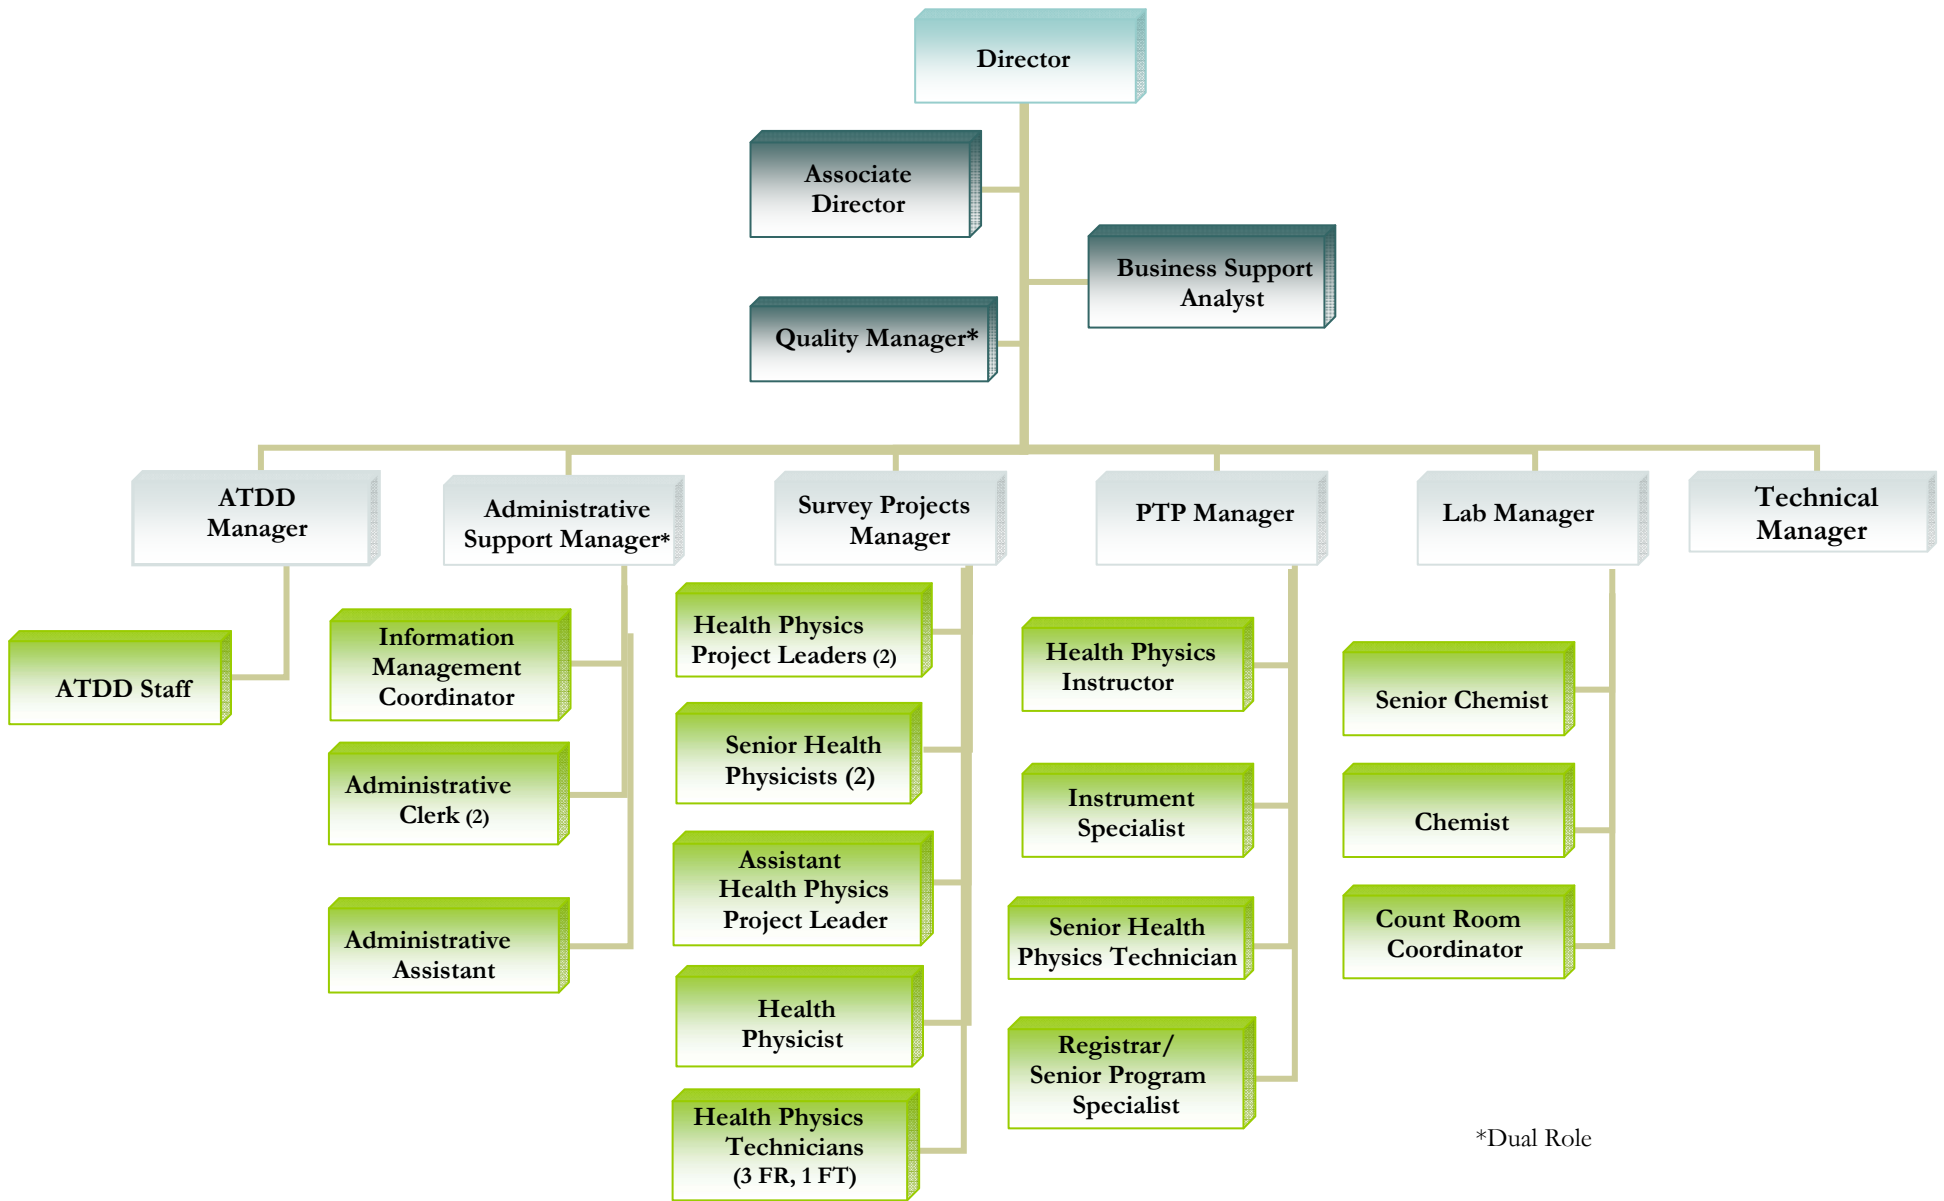 Director
Associate
Director
Business Support
Analyst
Quality Manager*
ATDD
Manager
Administrative
Support Manager*
Survey Projects
Manager
PTP Manager
Lab Manager
Technical
Manager
ATDD Staff
Information
Management
Coordinator
Administrative
Clerk (2)
Administrative
Assistant
Health Physics
Project Leaders (2)
Senior Health
Physicists (2)
Assistant
Health Physics
Project Leader
Health
Physicist
Health Physics
Technicians
(3 FR, 1 FT)
Health Physics
Instructor
Instrument
Specialist
Senior Health
Physics Technician
Registrar/
Senior Program
Specialist
Senior Chemist
Chemist
Count Room
Coordinator
*Dual Role